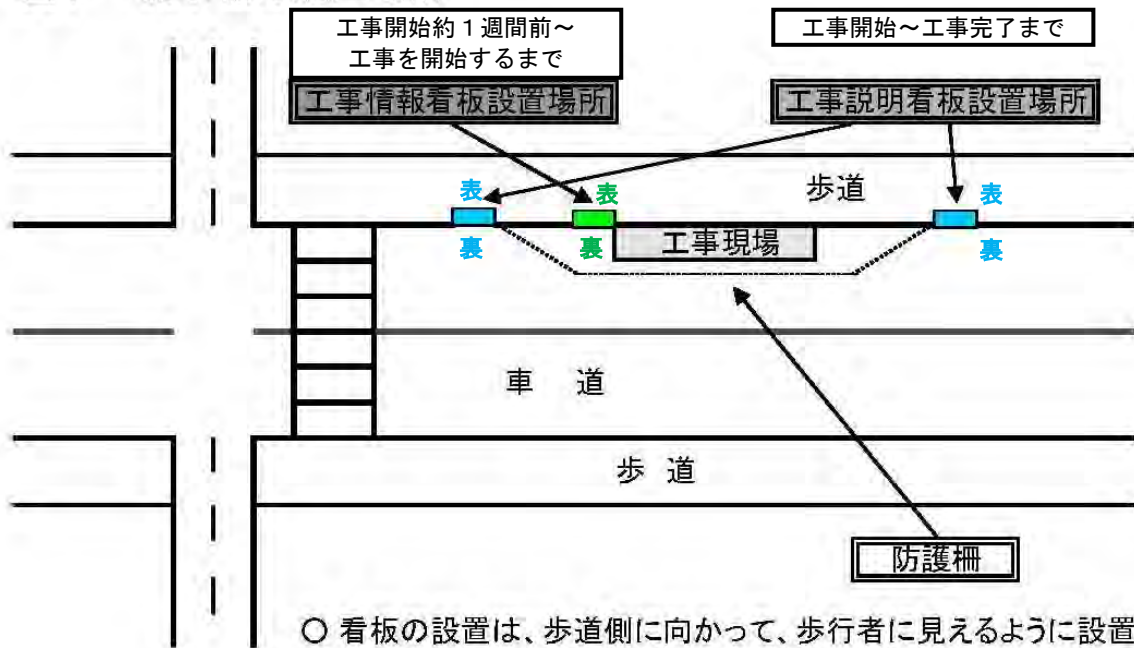 工事開始約１週間前～
工事を開始するまで
工事開始～工事完了まで
工事情報看板設置場所
工事説明看板設置場所
歩道
表
表
表
裏
裏
裏
工事現場
車 道
歩 道
防護柵
○ 看板の設置は、歩道側に向かって、歩行者に見えるように設置